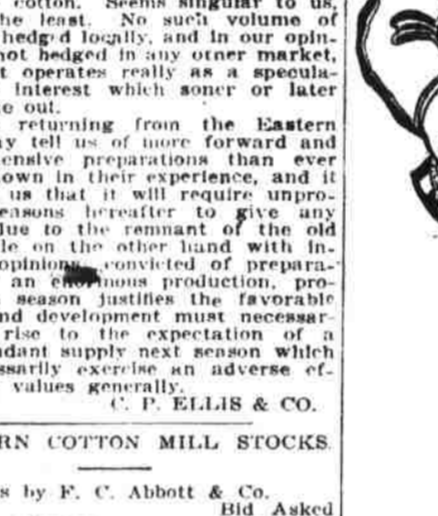 cotton. Seems singular to us,
he least. No such volume of
hedg d locally, and in our opin-
not hedged in any other market,
t operates really as a specula-
interest which soner or later
e out.
returning from the Eastern
y tell us of more forward and
ensive preparations than ever
own in their experience, and it
us that it will require unpro-
easons hereafter to give any
lue to the remnant of the old
le on the other hand with in-
opinions, convicted of prepara-
an enormous production, pro-
season justifies the favorable
nd development must necessar-
rise to the expectation of a
ndant supply next season which
ssarily exercise an adverse ef-
values generally.
C. P. ELLIS & CO.
RN COTTON MILL STOCKS.
s by F. C. Abbott & Co.
Bid Asked